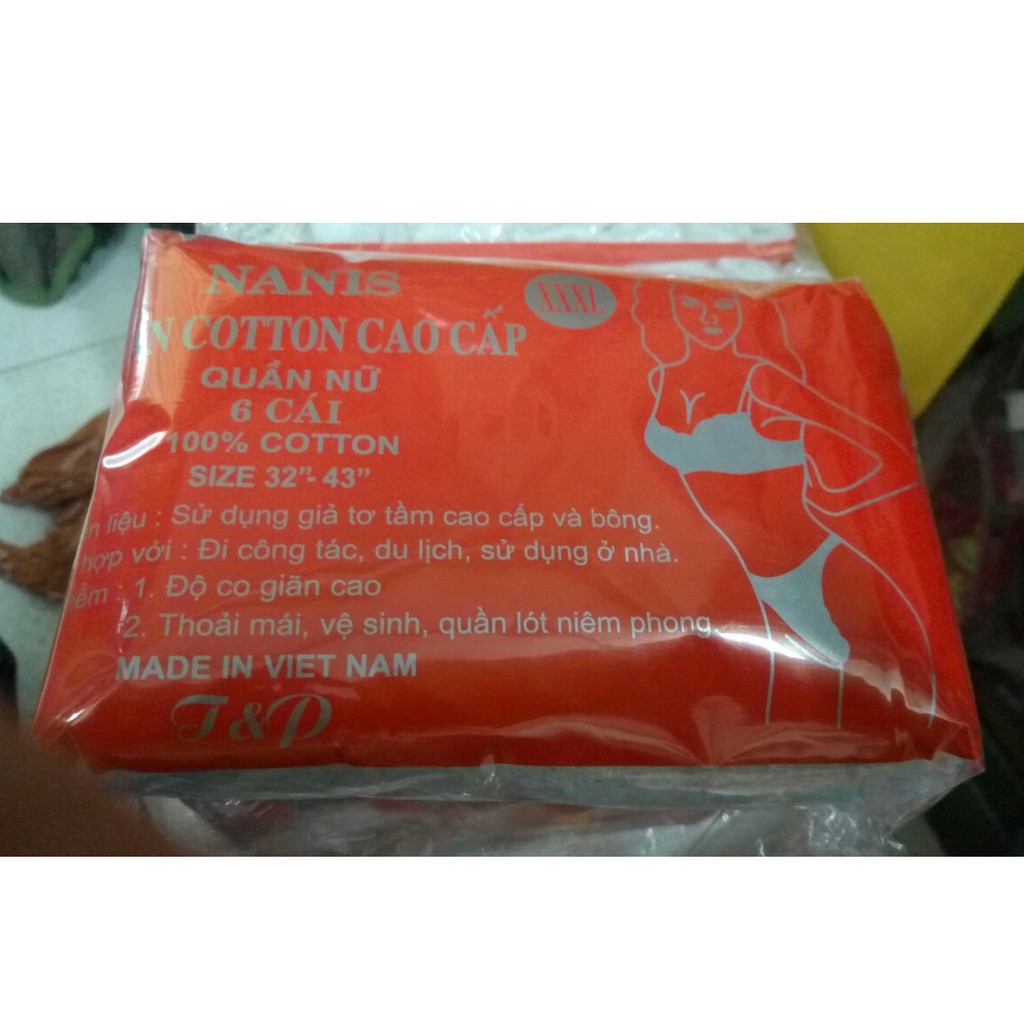 NANIS
XXXL
COTTON CAO CẤP
QUẦN NỮ
6 CÁI
100% COTTON
SIZE 32”- 43”
liệu : Sử dụng giả tơ tầm cao cấp và bông.
hợp với : Đi công tác, du lịch, sử dụng ở nhà.
: 1. Độ co giãn cao
2. Thoải mái, vệ sinh, quần lót niêm phong.
MADE IN VIET NAM
T&P